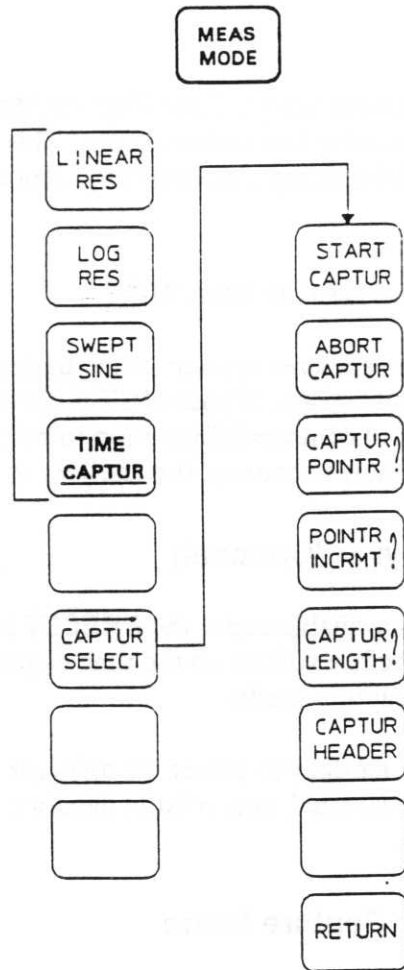 MEAS
MODE
LINEAR
RES
LOG
RES
SWEPT
SINE
TIME
CAPTUR
CAPTUR
SELECT
START
CAPTUR
ABORT
CAPTUR
CAPTUR
POINTR ?
POINTR
INCRMT ?
CAPTUR
LENGTH ?
CAPTUR
HEADER
RETURN